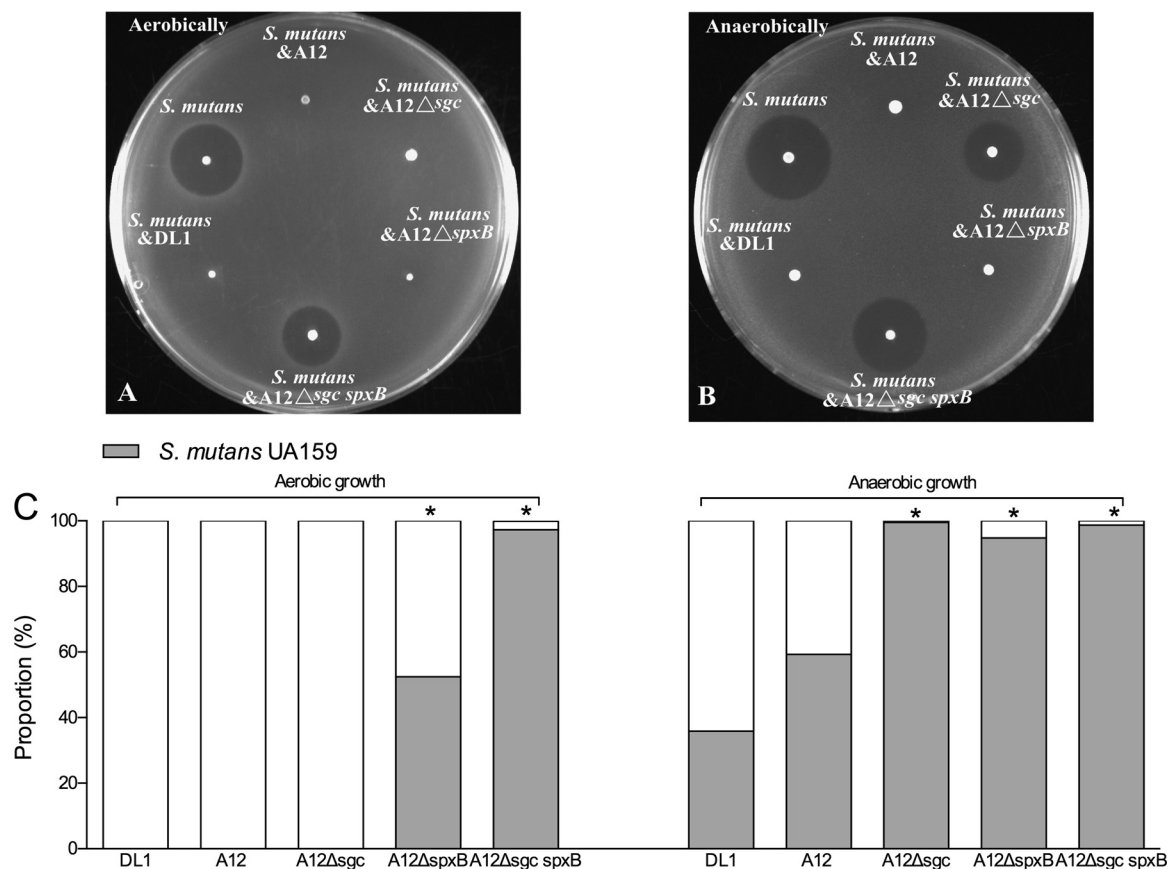 Aerobically
S. mutans
&A12
S. mutans
&A12△sgc
S. mutans
S. mutans
&A12△spxB
S. mutans
&DL1
S. mutans
&A12△sgc spxB
A
Anaerobically
S. mutans
&A12
S. mutans
&A12△sgc
S. mutans
S. mutans
&A12△spxB
S. mutans
&DL1
S. mutans
&A12△sgc spxB
B
S. mutans UA159
C
Aerobic growth
Anaerobic growth
* *
* * *
Proportion (%)
100
80
60
40
20
0
DL1 A12 A12Δsgc A12ΔspxB A12Δsgc spxB
DL1 A12 A12Δsgc A12ΔspxB A12Δsgc spxB